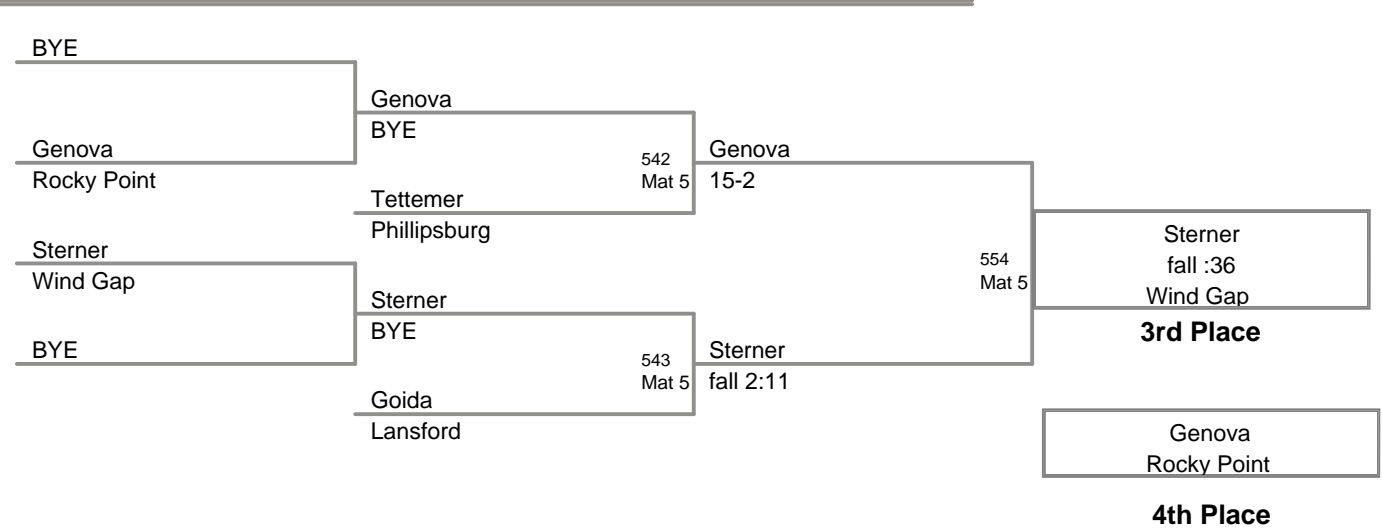 BYE
Genova
Rocky Point
Sterner
Wind Gap
BYE
Genova
BYE
Tettemer
Phillipsburg
Sterner
BYE
Goida
Lansford
542
Mat 5
543
Mat 5
Genova
15-2
Sterner
fall 2:11
554
Mat 5
Sterner
fall :36
Wind Gap
3rd Place
Genova
Rocky Point
4th Place